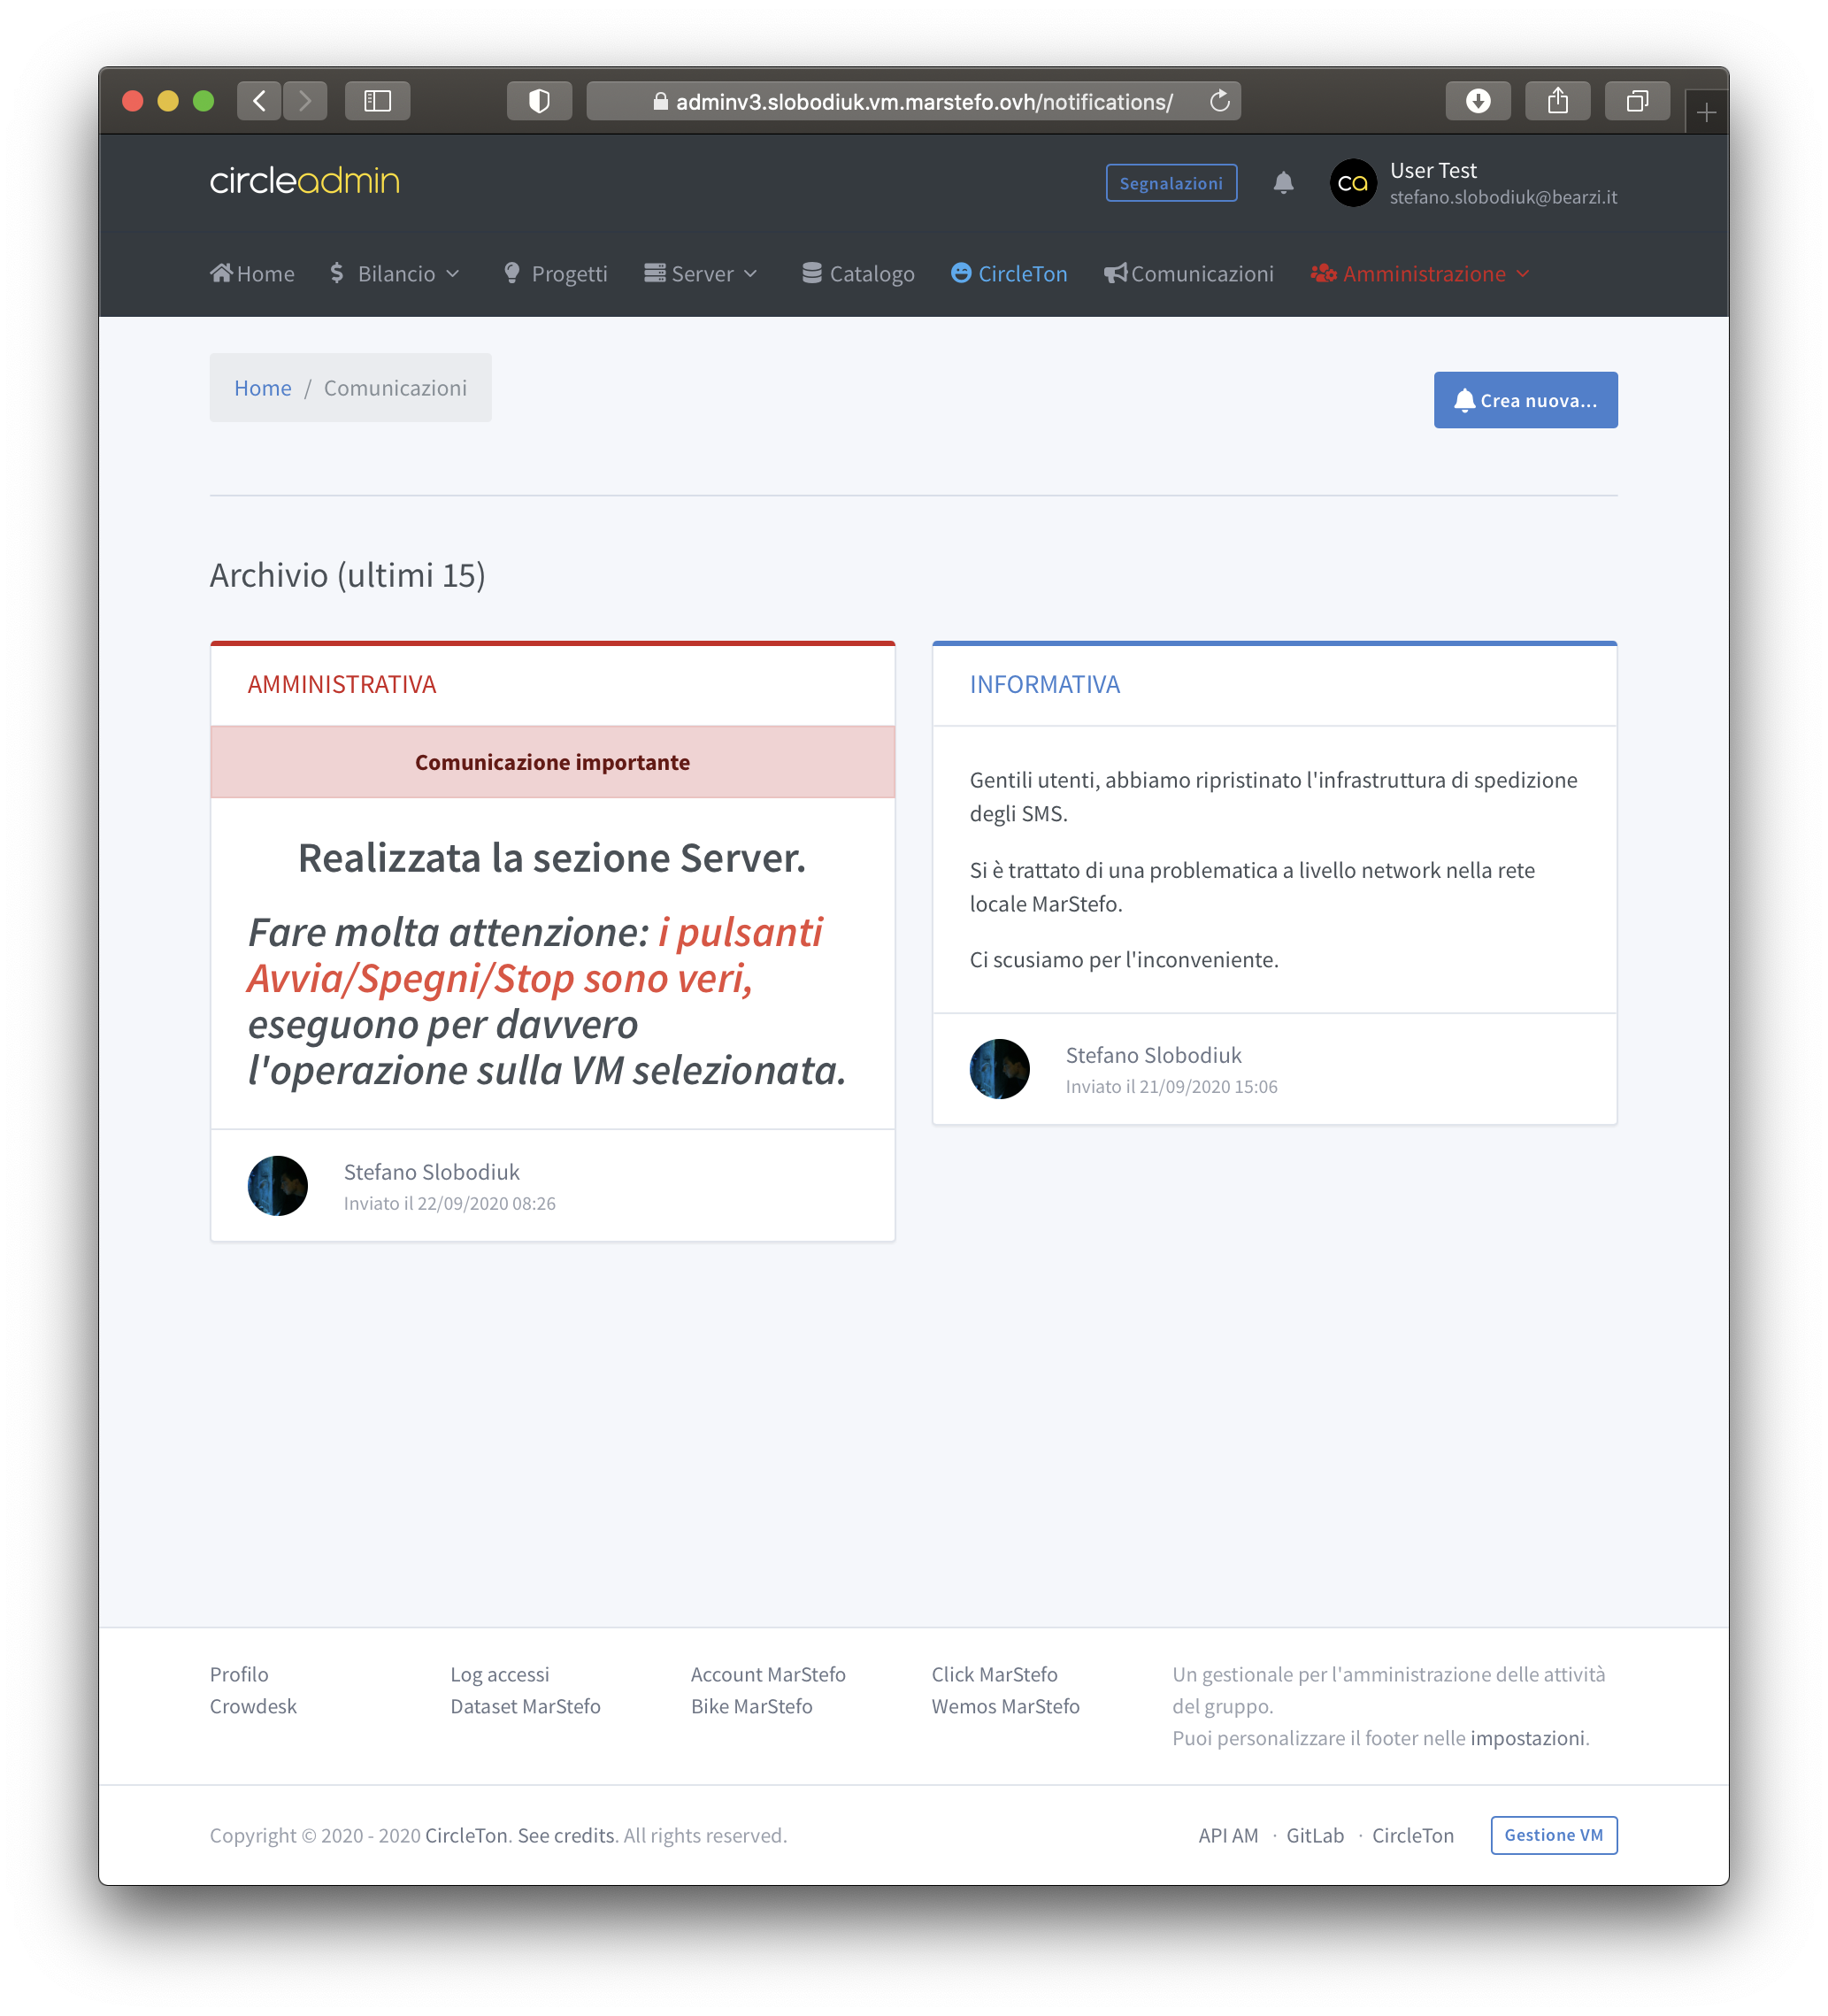 adminv3.slobodiuk.vm.marstefo.ovh/notifications/
circleadmin
Segnalazioni
ca
User Test
stefano.slobodiuk@bearzi.it
Home
Bilancio
Progetti
Server
Catalogo
CircleTon
Comunicazioni
Amministrazione
Home / Comunicazioni
Crea nuova...
Archivio (ultimi 15)
AMMINISTRATIVA
Comunicazione importante
Realizzata la sezione Server.
Fare molta attenzione: i pulsanti
Avvia/Spegni/Stop sono veri,
eseguono per davvero
l'operazione sulla VM selezionata.
Stefano Slobodiuk
Inviato il 22/09/2020 08:26
INFORMATIVA
Gentili utenti, abbiamo ripristinato l'infrastruttura di spedizione
degli SMS.
Si è trattato di una problematica a livello network nella rete
locale MarStefo.
Ci scusiamo per l'inconveniente.
Stefano Slobodiuk
Inviato il 21/09/2020 15:06
Profilo
Crowdesk
Log accessi
Dataset MarStefo
Account MarStefo
Bike MarStefo
Click MarStefo
Wemos MarStefo
Un gestionale per l'amministrazione delle attività
del gruppo.
Puoi personalizzare il footer nelle impostazioni.
Copyright © 2020 - 2020 CircleTon. See credits. All rights reserved.
API AM · GitLab · CircleTon
Gestione VM